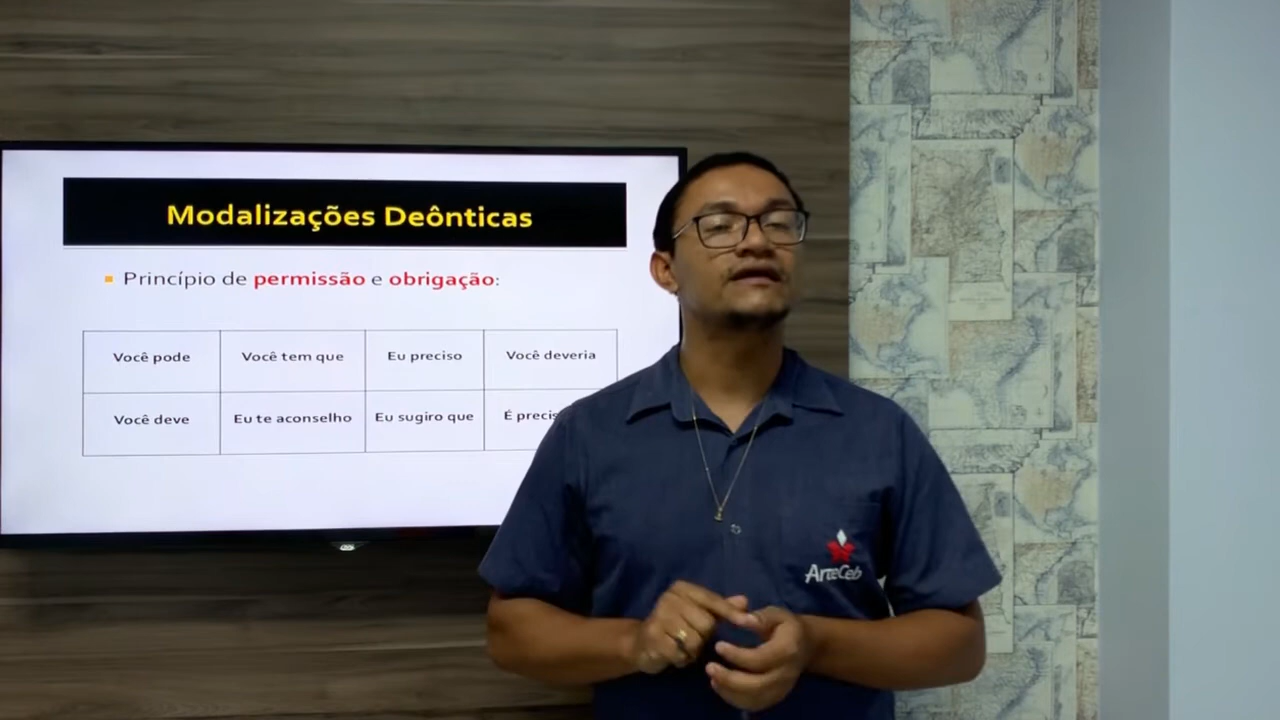 Modalizações Deônticas
Princípio de permissão e obrigação:
Você pode Você tem que Eu preciso Você deveria
Você deve Eu te aconselho Eu sugiro que É
ArteCeb